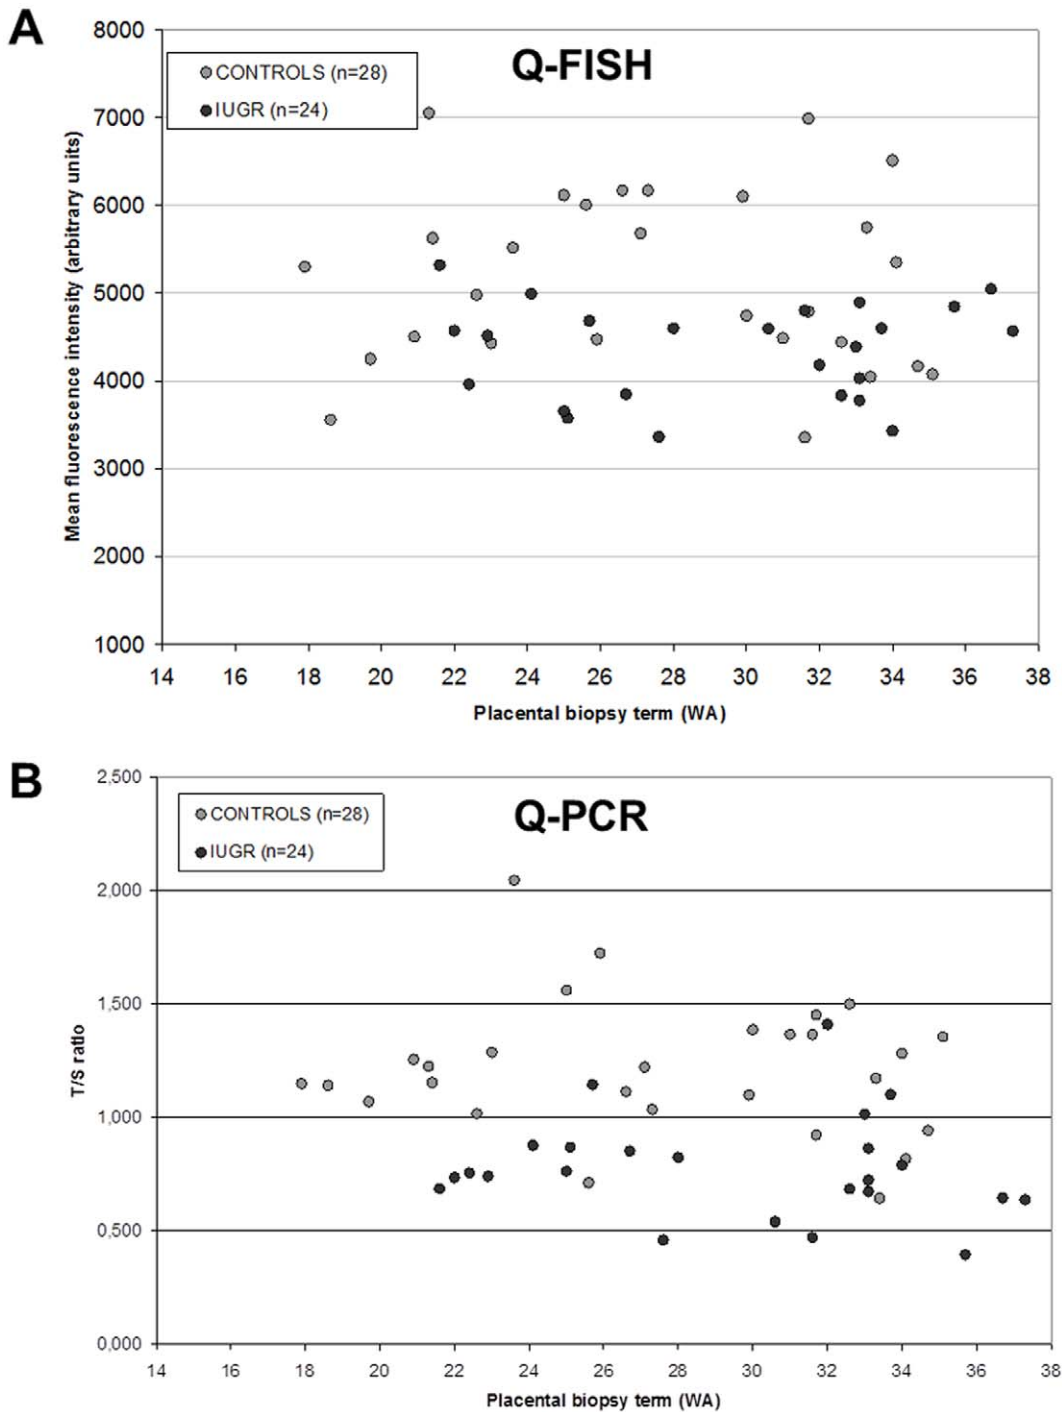 A
Q-FISH
CONTROLS (n=28)
IUGR (n=24)
Mean fluorescence intensity (arbitrary units)
8000
7000
6000
5000
4000
3000
2000
1000
14 16 18 20 22 24 26 28 30 32 34 36 38
Placental biopsy term (WA)
B
Q-PCR
CONTROLS (n=28)
IUGR (n=24)
T/S ratio
2,500
2,000
1,500
1,000
0,500
0,000
14 16 18 20 22 24 26 28 30 32 34 36 38
Placental biopsy term (WA)